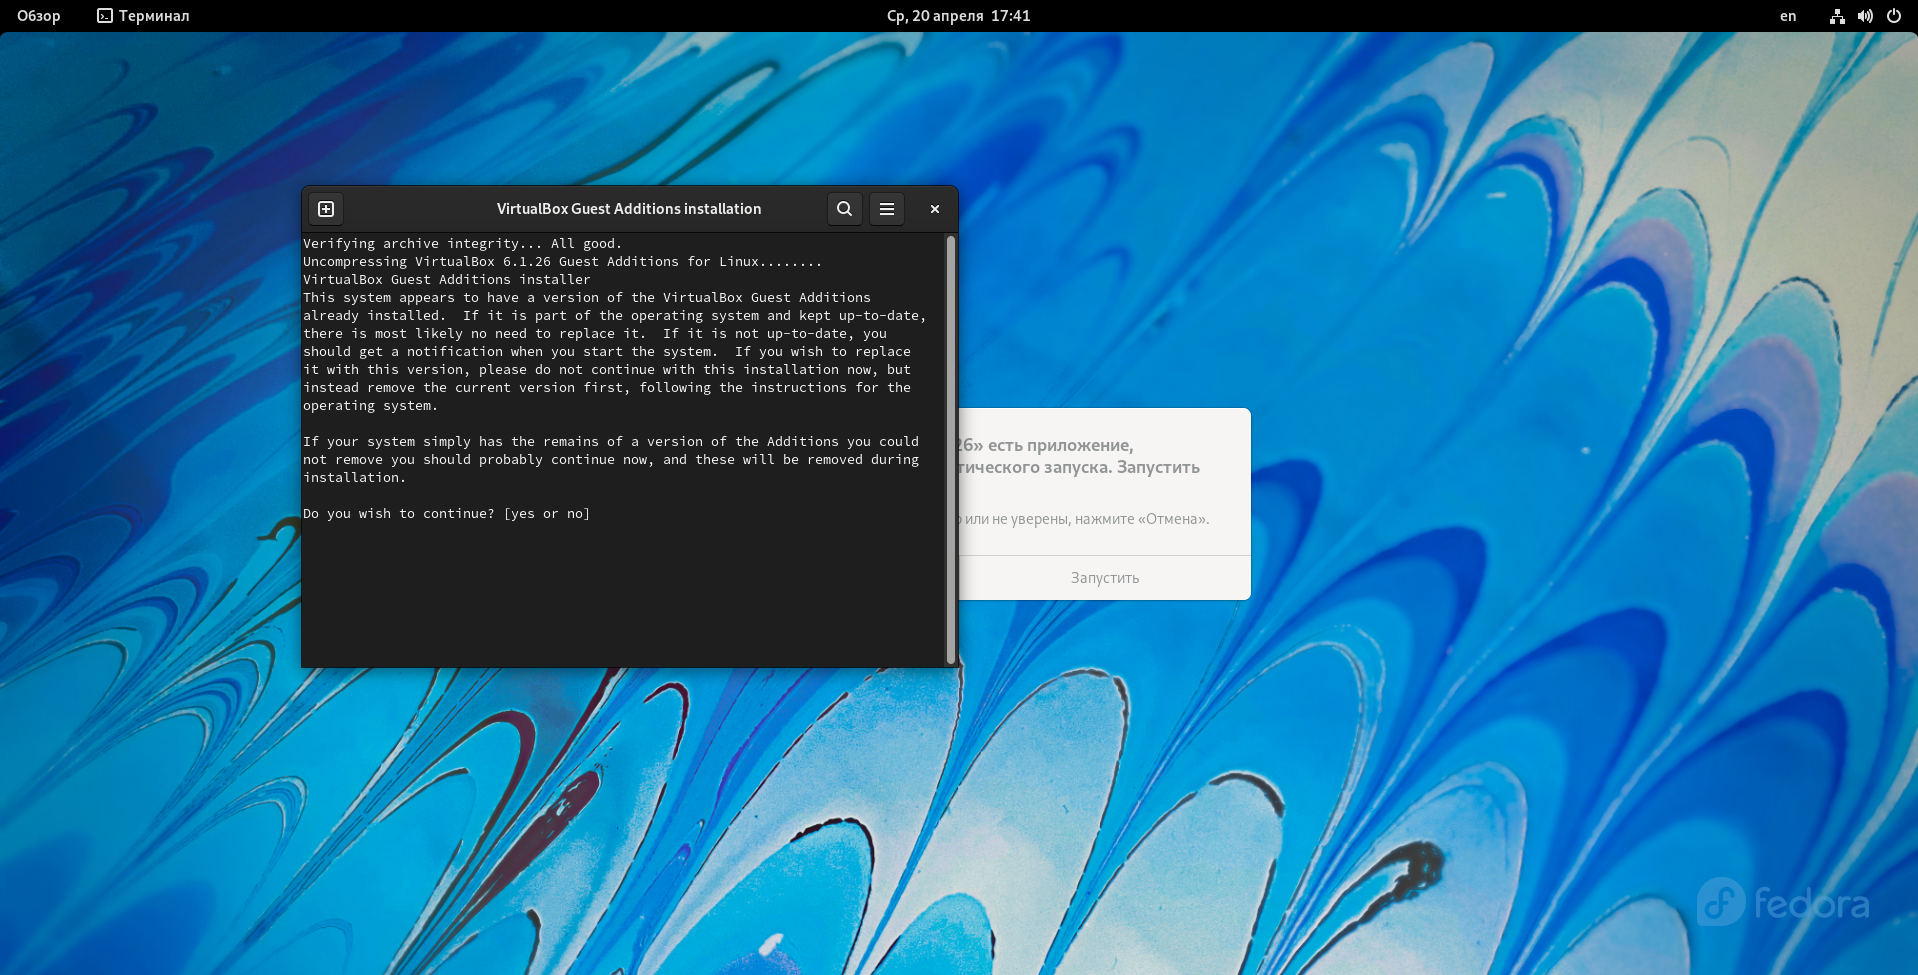 Обзор
Терминал
Ср, 20 апреля 17:41
en
VirtualBox Guest Additions installation
Verifying archive integrity... All good.
Uncompressing VirtualBox 6.1.26 Guest Additions for Linux........
VirtualBox Guest Additions installer
This system appears to have a version of the VirtualBox Guest Additions
already installed.  If it is part of the operating system and kept up-to-date,
there is most likely no need to replace it.  If it is not up-to-date, you
should get a notification when you start the system.  If you wish to replace
it with this version, please do not continue with this installation now, but
instead remove the current version first, following the instructions for the
operating system.
If your system simply has the remains of a version of the Additions you could
not remove you should probably continue now, and these will be removed during
installation.
Do you wish to continue? [yes or no]
26» есть приложение,
тического запуска. Запустить
или не уверены, нажмите «Отмена».
Запустить
fedora